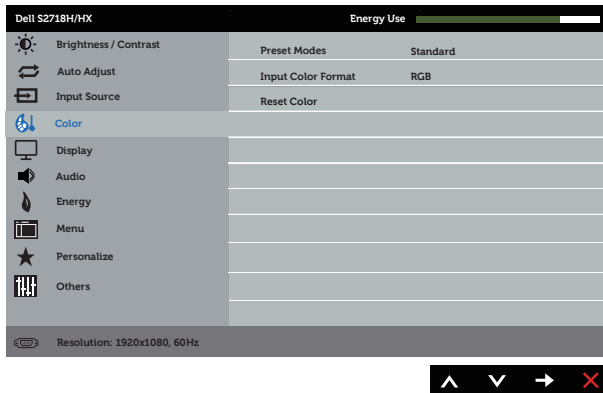 Dell S2718H/HX Energy Use
Brightness / Contrast
Auto Adjust
Input Source
Color
Display
Audio
Energy
Menu
Personalize
Others
Preset Modes Standard
Input Color Format RGB
Reset Color
Resolution: 1920x1080, 60Hz